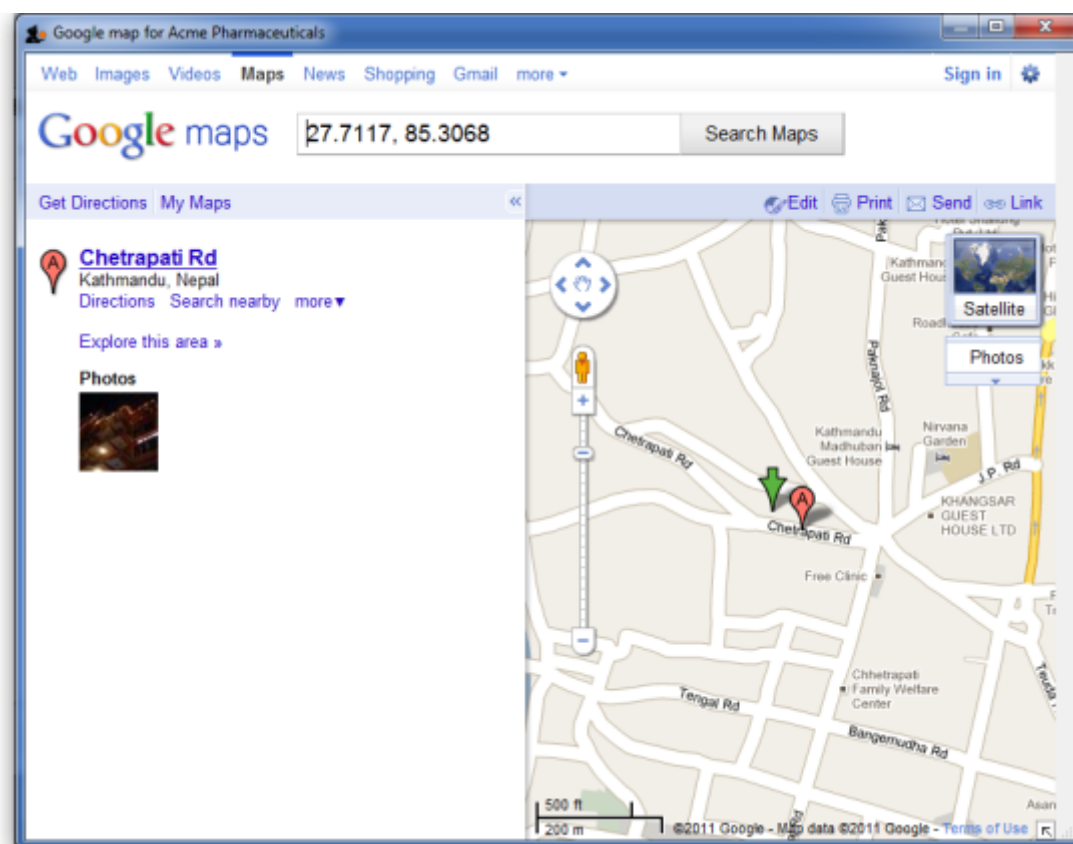 Google map for Acme Pharmaceuticals
Web Images Videos Maps News Shopping Gmail more
Sign in
Google maps
27.7117, 85.3068
Search Maps
Get Directions My Maps
«
Edit Print Send Link
A
Chetrapati Rd
Kathmandu, Nepal
Directions Search nearby more▼
Explore this area »
Photos
Satellite
Photos
Guest House
Paknajol Rd
Kathmandu
Madhuban
Guest House
Nirvana
Garden
J.P. Rd
Chetrapati Rd
A
Chetrapati Rd
KHANGSAR
GUEST
HOUSE LTD
Free Clinic
Chhetrapati
Family Welfare
Center
Tengal Rd
Bangemudha Rd
500 ft
200 m
©2011 Google - Map data ©2011 Google - Terms of Use